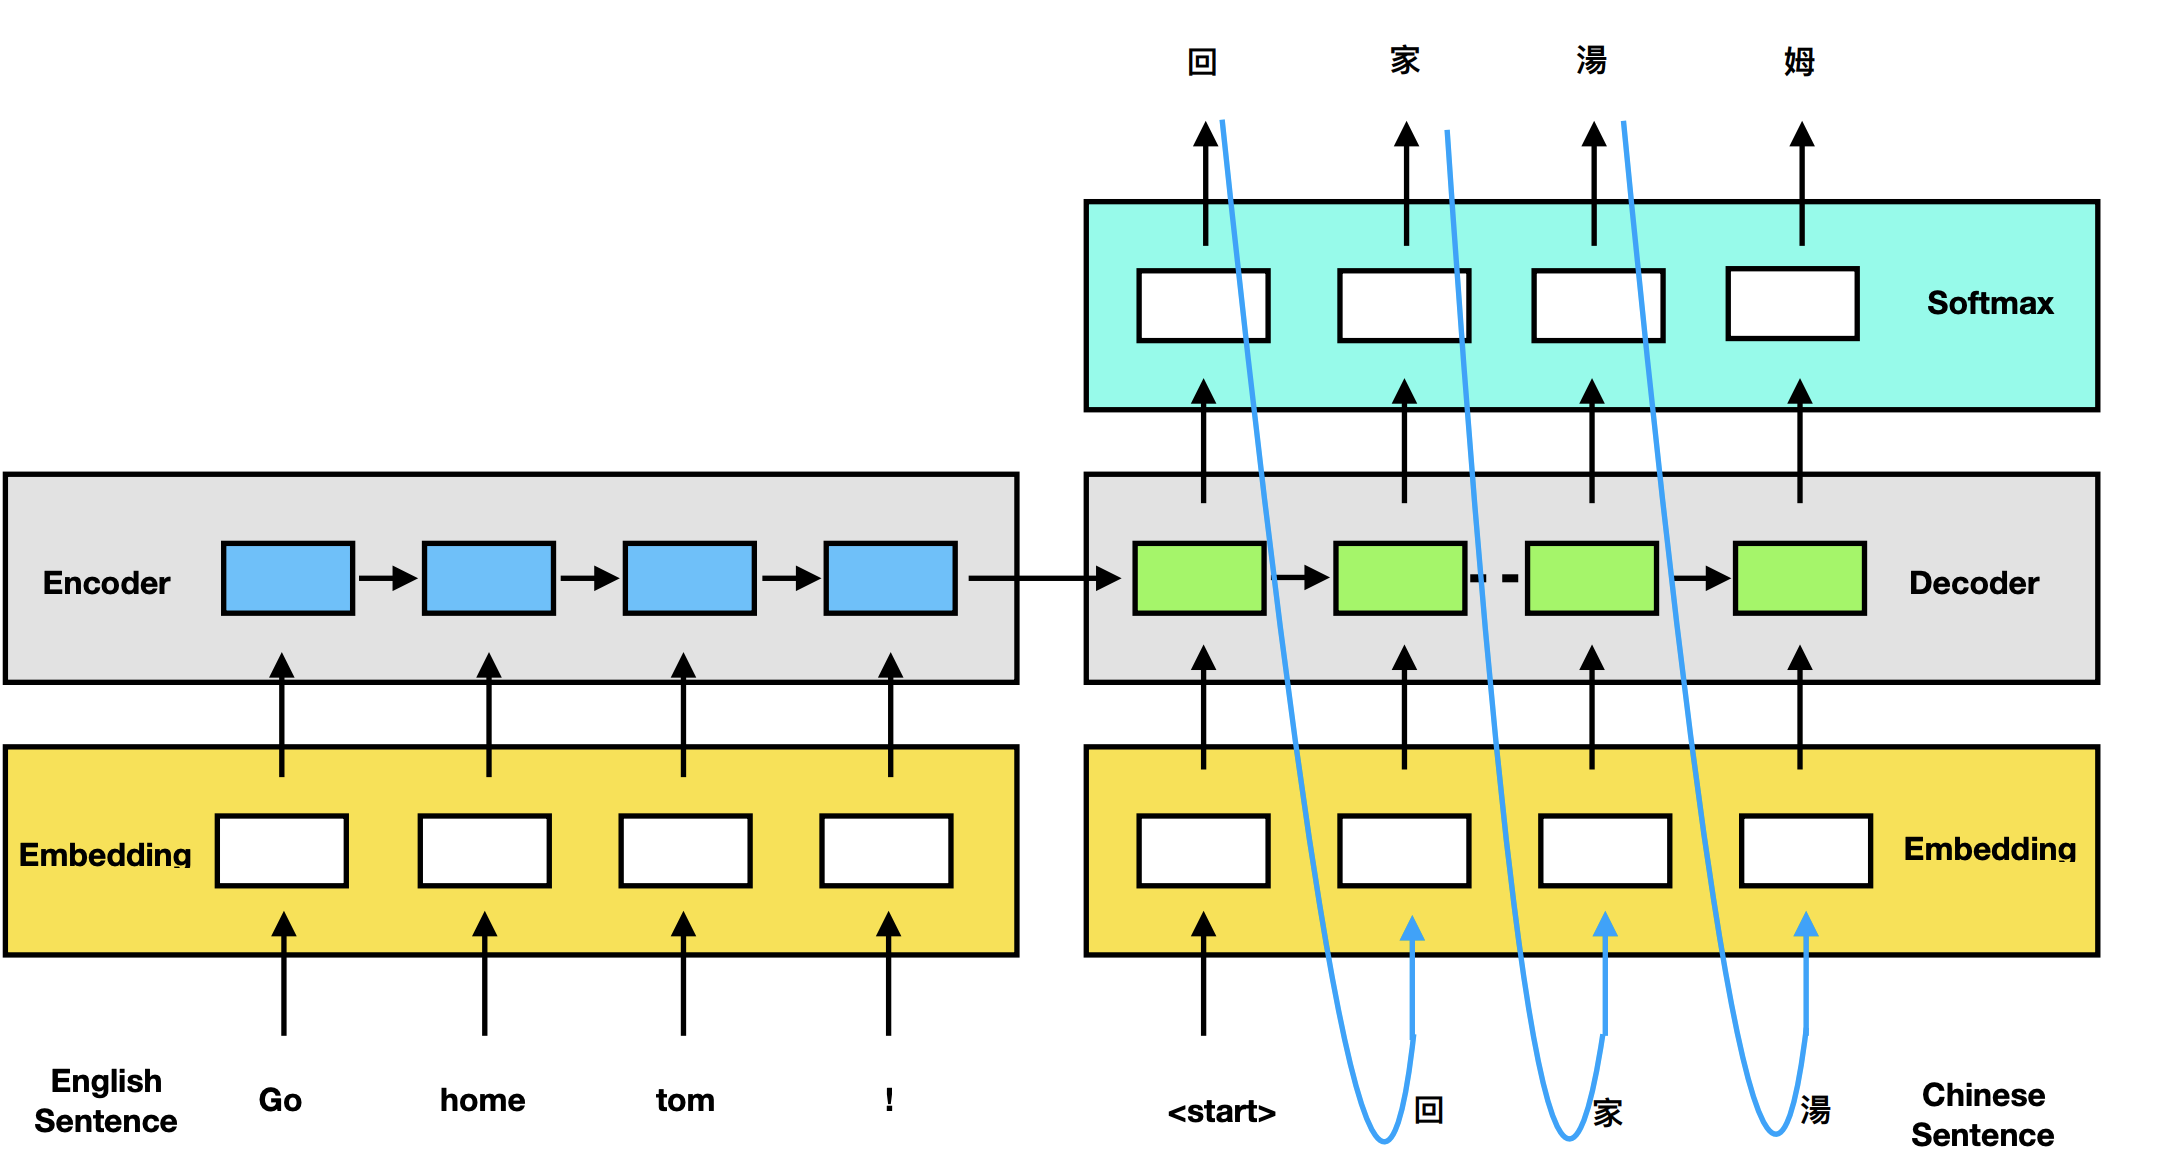 回 家 湯 姆
Softmax
Encoder
Decoder
Embedding
Embedding
English
Sentence
Go home tom !
<start> 回 家 湯
Chinese
Sentence